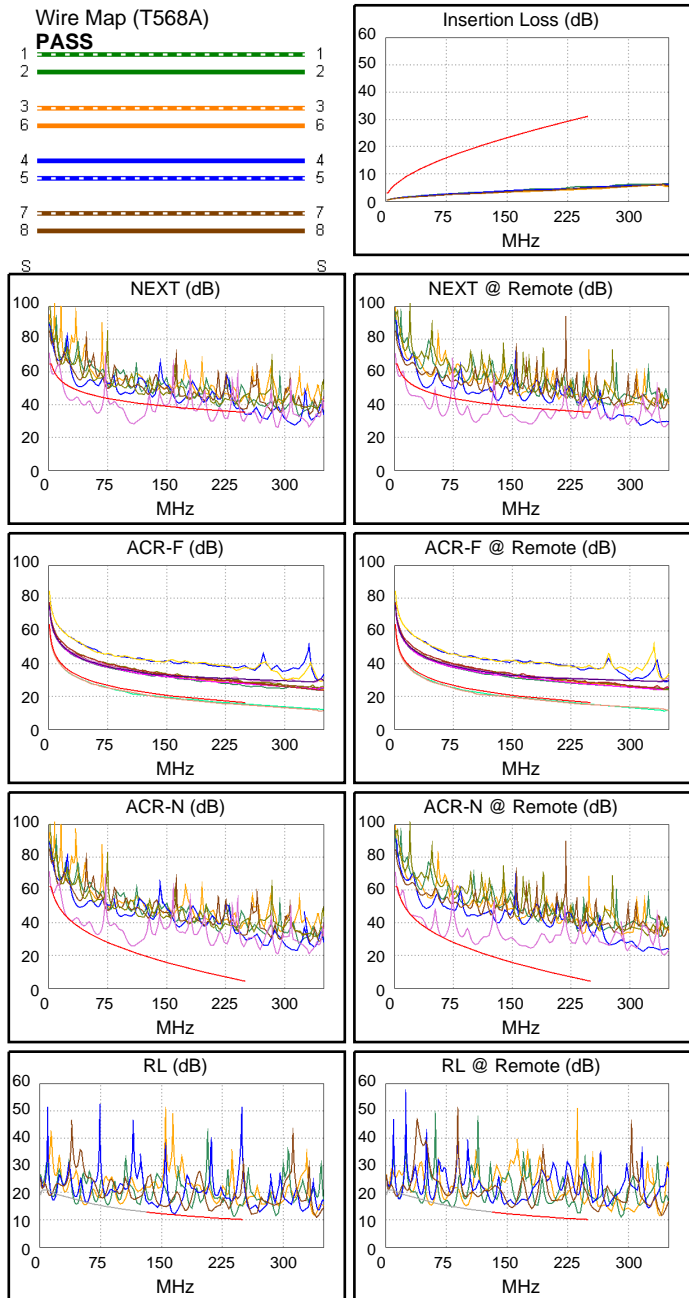 Wire Map (T568A)
PASS
1 1
2 2
3 3
6 6
4 4
5 5
7 7
8 8
S S
Insertion Loss (dB)
60
50
40
30
20
10
0
0 75 150 225 300
MHz
NEXT (dB)
100
80
60
40
20
0
0 75 150 225 300
MHz
NEXT @ Remote (dB)
100
80
60
40
20
0
0 75 150 225 300
MHz
ACR-F (dB)
100
80
60
40
20
0
0 75 150 225 300
MHz
ACR-F @ Remote (dB)
100
80
60
40
20
0
0 75 150 225 300
MHz
ACR-N (dB)
100
80
60
40
20
0
0 75 150 225 300
MHz
ACR-N @ Remote (dB)
100
80
60
40
20
0
0 75 150 225 300
MHz
RL (dB)
60
50
40
30
20
10
0
0 75 150 225 300
MHz
RL @ Remote (dB)
60
50
40
30
20
10
0
0 75 150 225 300
MHz